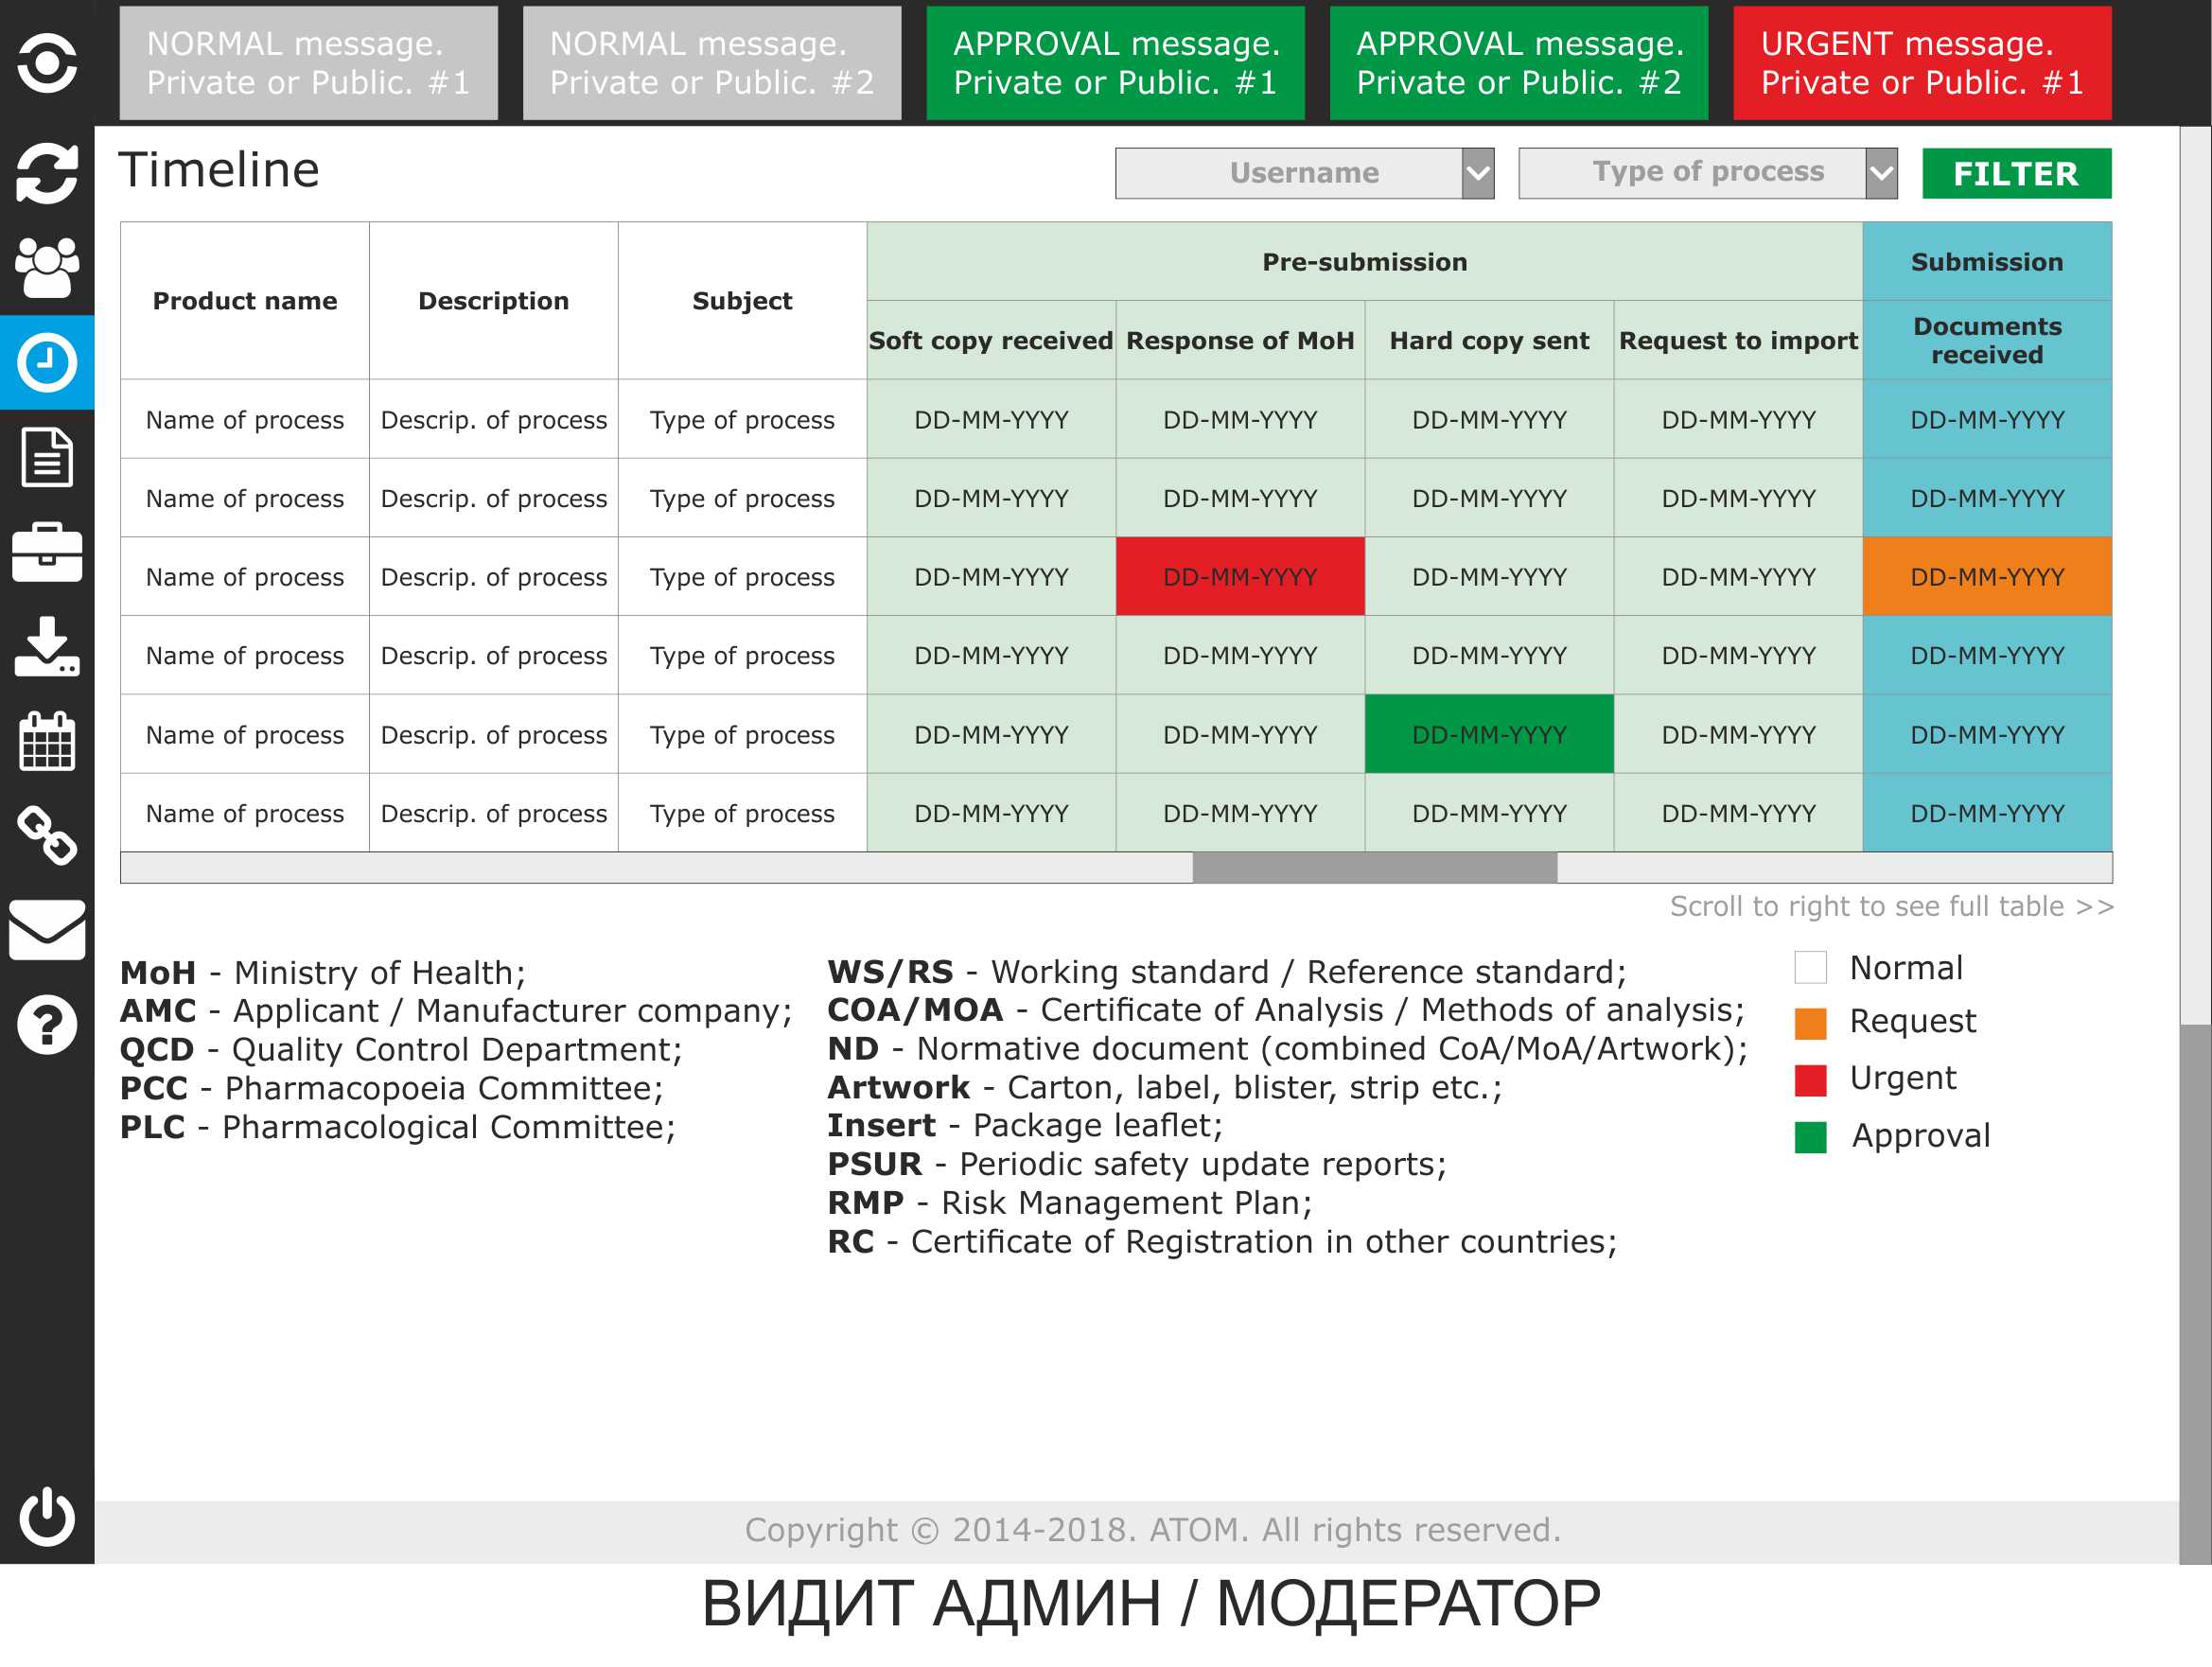 NORMAL message.
Private or Public. #1
NORMAL message.
Private or Public. #2
APPROVAL message.
Private or Public. #1
APPROVAL message.
Private or Public. #2
URGENT message.
Private or Public. #1
Timeline
Username
Type of process
FILTER
Product name
Description
Subject
Pre-submission
Submission
Soft copy received
Response of MoH
Hard copy sent
Request to import
Documents
received
Name of process Descrip. of process Type of process DD-MM-YYYY DD-MM-YYYY DD-MM-YYYY DD-MM-YYYY DD-MM-YYYY
Name of process Descrip. of process Type of process DD-MM-YYYY DD-MM-YYYY DD-MM-YYYY DD-MM-YYYY DD-MM-YYYY
Name of process Descrip. of process Type of process DD-MM-YYYY DD-MM-YYYY DD-MM-YYYY DD-MM-YYYY DD-MM-YYYY
Name of process Descrip. of process Type of process DD-MM-YYYY DD-MM-YYYY DD-MM-YYYY DD-MM-YYYY DD-MM-YYYY
Name of process Descrip. of process Type of process DD-MM-YYYY DD-MM-YYYY DD-MM-YYYY DD-MM-YYYY DD-MM-YYYY
Name of process Descrip. of process Type of process DD-MM-YYYY DD-MM-YYYY DD-MM-YYYY DD-MM-YYYY DD-MM-YYYY
Scroll to right to see full table >>
MoH - Ministry of Health;
AMC - Applicant / Manufacturer company;
QCD - Quality Control Department;
PCC - Pharmacopoeia Committee;
PLC - Pharmacological Committee;
WS/RS - Working standard / Reference standard;
COA/MOA - Certificate of Analysis / Methods of analysis;
ND - Normative document (combined CoA/MoA/Artwork);
Artwork - Carton, label, blister, strip etc.;
Insert - Package leaflet;
PSUR - Periodic safety update reports;
RMP - Risk Management Plan;
RC - Certificate of Registration in other countries;
Normal
Request
Urgent
Approval
Copyright © 2014-2018. ATOM. All rights reserved.
ВИДИТ АДМИН / МОДЕРАТОР